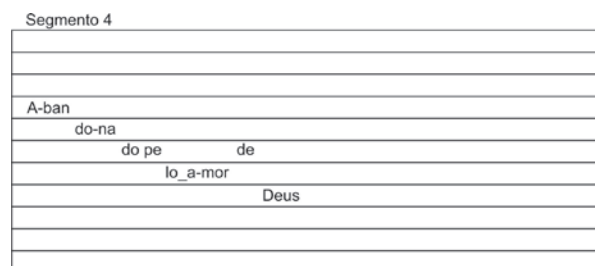 Segmento 4
A-ban
do-na
do pe de
lo_a-mor
Deus